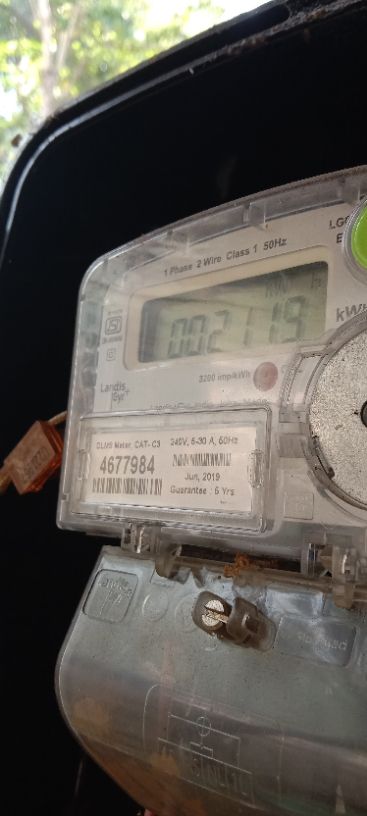 1 Phase 2 Wire Class 1 50Hz
002119
kWh
3200 imp/kWh
Landis
Gyr+
DLMS Meter, CAT- C3
240V, 5-30 A, 50Hz
4677984
Jun, 2019
Guarantee : 5 Yrs